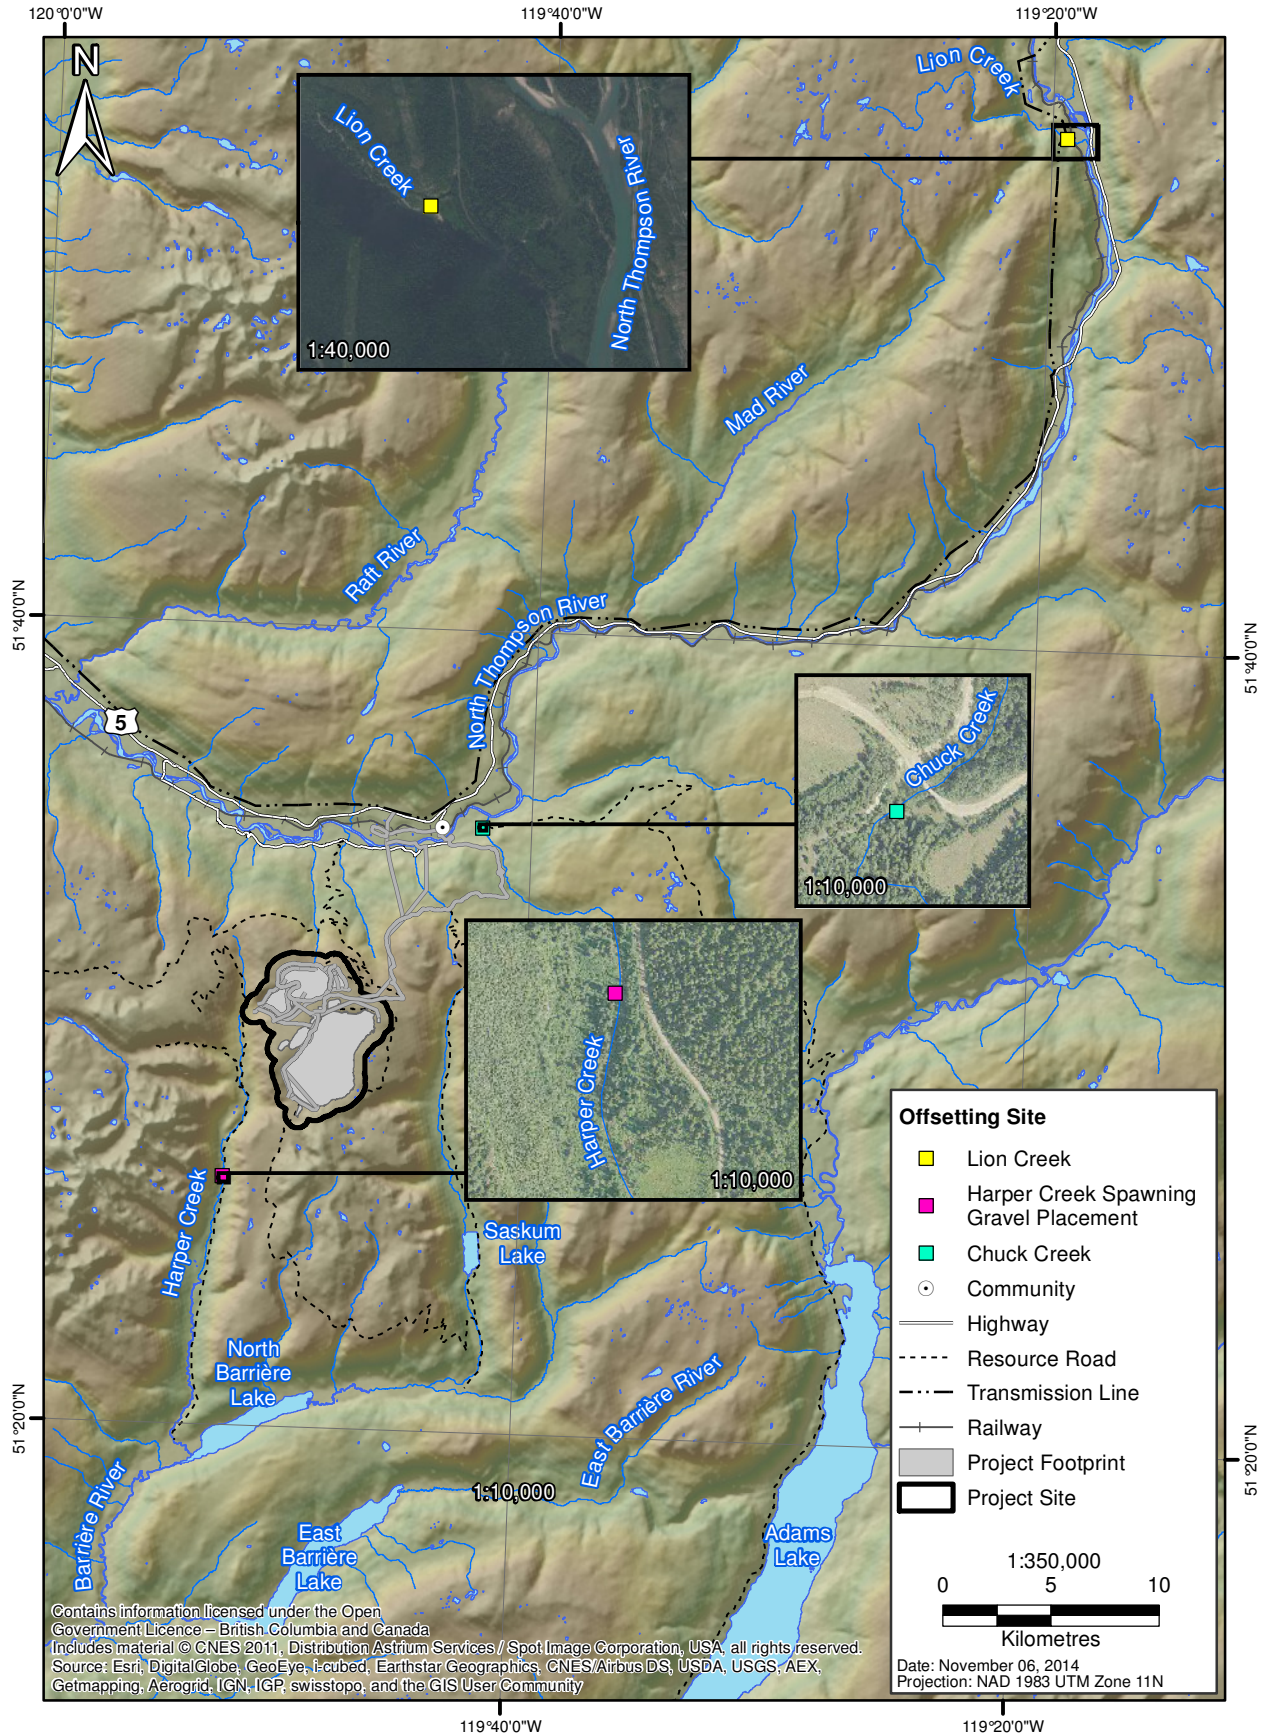 120°0'0"W
119°40'0"W
119°20'0"W
N
Lion Creek
Lion Creek
North Thompson River
1:40,000
Mad River
Raft River
51°40'0"N
North Thompson River
51°40'0"N
5
Chuck Creek
1:10,000
Harper Creek
1:10,000
Harper Creek
Saskum
Lake
North
Barrière
Lake
East Barrière River
51°20'0"N
51°20'0"N
1:10,000
Barrière River
East
Barrière
Lake
Adams
Lake
Offsetting Site
Lion Creek
Harper Creek Spawning
Gravel Placement
Chuck Creek
Community
Highway
Resource Road
Transmission Line
Railway
Project Footprint
Project Site
1:350,000
0 5 10
Kilometres
Date: November 06, 2014
Projection: NAD 1983 UTM Zone 11N
Contains information licensed under the Open
Government Licence – British Columbia and Canada
Includes material © CNES 2011, Distribution Astrium Services / Spot Image Corporation, USA, all rights reserved.
Source: Esri, DigitalGlobe, GeoEye, i-cubed, Earthstar Geographics, CNES/Airbus DS, USDA, USGS, AEX,
Getmapping, Aerogrid, IGN, IGP, swisstopo, and the GIS User Community
119°40'0"W
119°20'0"W